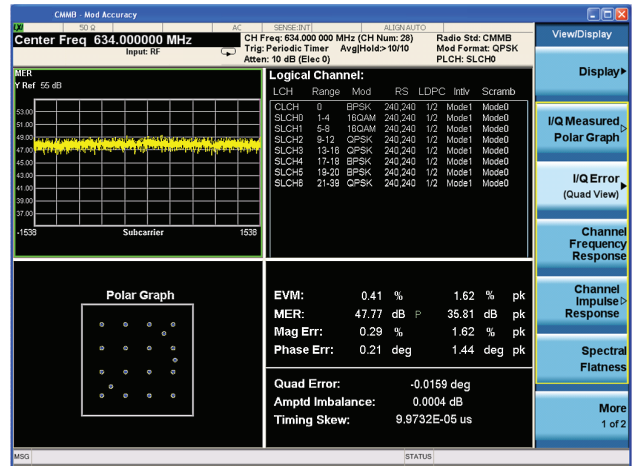 CMMB - Mod Accuracy
LXI 50 Ω AC SENSE:INT ALIGN AUTO
Center Freq 634.000000 MHz
Input: RF
CH Freq: 634.000 000 MHz (CH Num: 28) Radio Std: CMMB
Trig: Periodic Timer Avg|Hold:> 10/10 Mod Format: QPSK
Atten: 10 dB (Elec 0) PLCH: SLCH0
View/Display
Display
I/Q Measured
Polar Graph
I/Q Error
(Quad View)
Channel
Frequency
Response
Channel
Impulse
Response
Spectral
Flatness
More
1 of 2
MER
Y Ref 55 dB
53.00
51.00
49.00
47.00
45.00
43.00
41.00
39.00
37.00
-1538 Subcarrier 1538
Logical Channel:
LCH Range Mod RS LDPC Intlv Scramb
CLCH 0 BPSK 240,240 1/2 Mode1 Mode0
SLCH0 1-4 16QAM 240,240 1/2 Mode1 Mode0
SLCH1 5-8 16QAM 240,240 1/2 Mode1 Mode0
SLCH2 9-12 QPSK 240,240 1/2 Mode1 Mode0
SLCH3 13-16 QPSK 240,240 1/2 Mode1 Mode0
SLCH4 17-18 BPSK 240,240 1/2 Mode1 Mode0
SLCH5 19-20 BPSK 240,240 1/2 Mode1 Mode0
SLCH6 21-39 QPSK 240,240 1/2 Mode1 Mode0
Polar Graph
EVM: 0.41 % 1.62 % pk
MER: 47.77 dB P 35.81 dB pk
Mag Err: 0.29 % 1.62 % pk
Phase Err: 0.21 deg 1.44 deg pk
Quad Error: -0.0159 deg
Amptd Imbalance: 0.0004 dB
Timing Skew: 9.9732E-05 us
MSG STATUS